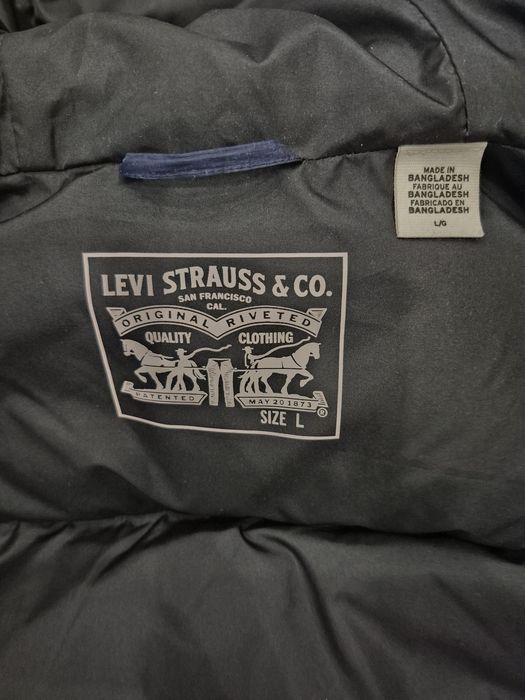 MADE IN
BANGLADESH
FABRIQUE AU
BANGLADESH
FABRICADO EN
BANGLADESH
L/G
LEVI STRAUSS & CO.
SAN FRANCISCO
CAL.
ORIGINAL RIVETED
QUALITY CLOTHING
PATENTED MAY 20 1873
®
SIZE L